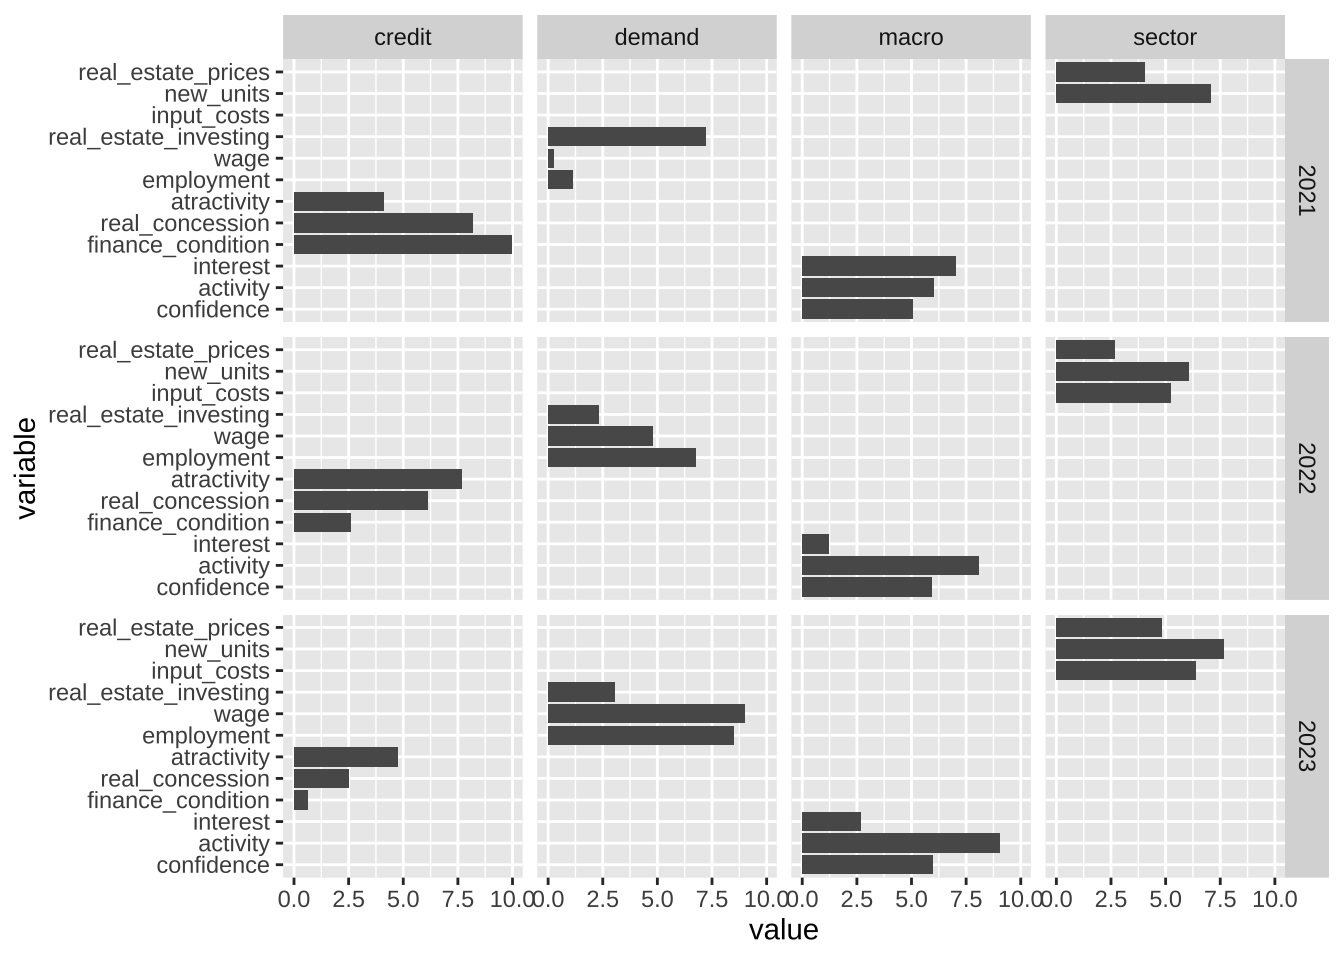 credit demand macro sector
real_estate_prices
new_units
input_costs
real_estate_investing
wage
employment
atractivity
real_concession
finance_condition
interest
activity
confidence
2021
real_estate_prices
new_units
input_costs
real_estate_investing
wage
employment
atractivity
real_concession
finance_condition
interest
activity
confidence
2022
real_estate_prices
new_units
input_costs
real_estate_investing
wage
employment
atractivity
real_concession
finance_condition
interest
activity
confidence
2023
variable
0.0 2.5 5.0 7.5 10.0 0.0 2.5 5.0 7.5 10.0 0.0 2.5 5.0 7.5 10.0 0.0 2.5 5.0 7.5 10.0
value